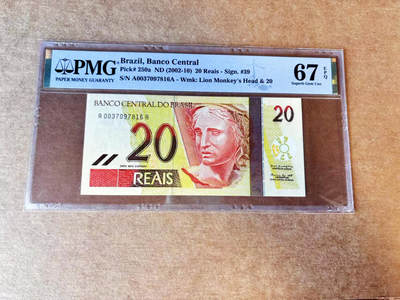 PMG
PAPER MONEY GUARANTY
Brazil, Banco Central
Pick# 250a ND (2002-10) 20 Reais - Sign. #39
S/N A0037097816A - Wmk: Lion Monkey's Head & 20
67 EPQ
Superb Gem Unc
BANCO CENTRAL DO BRASIL
A 0037097816 A
20
REAIS
20